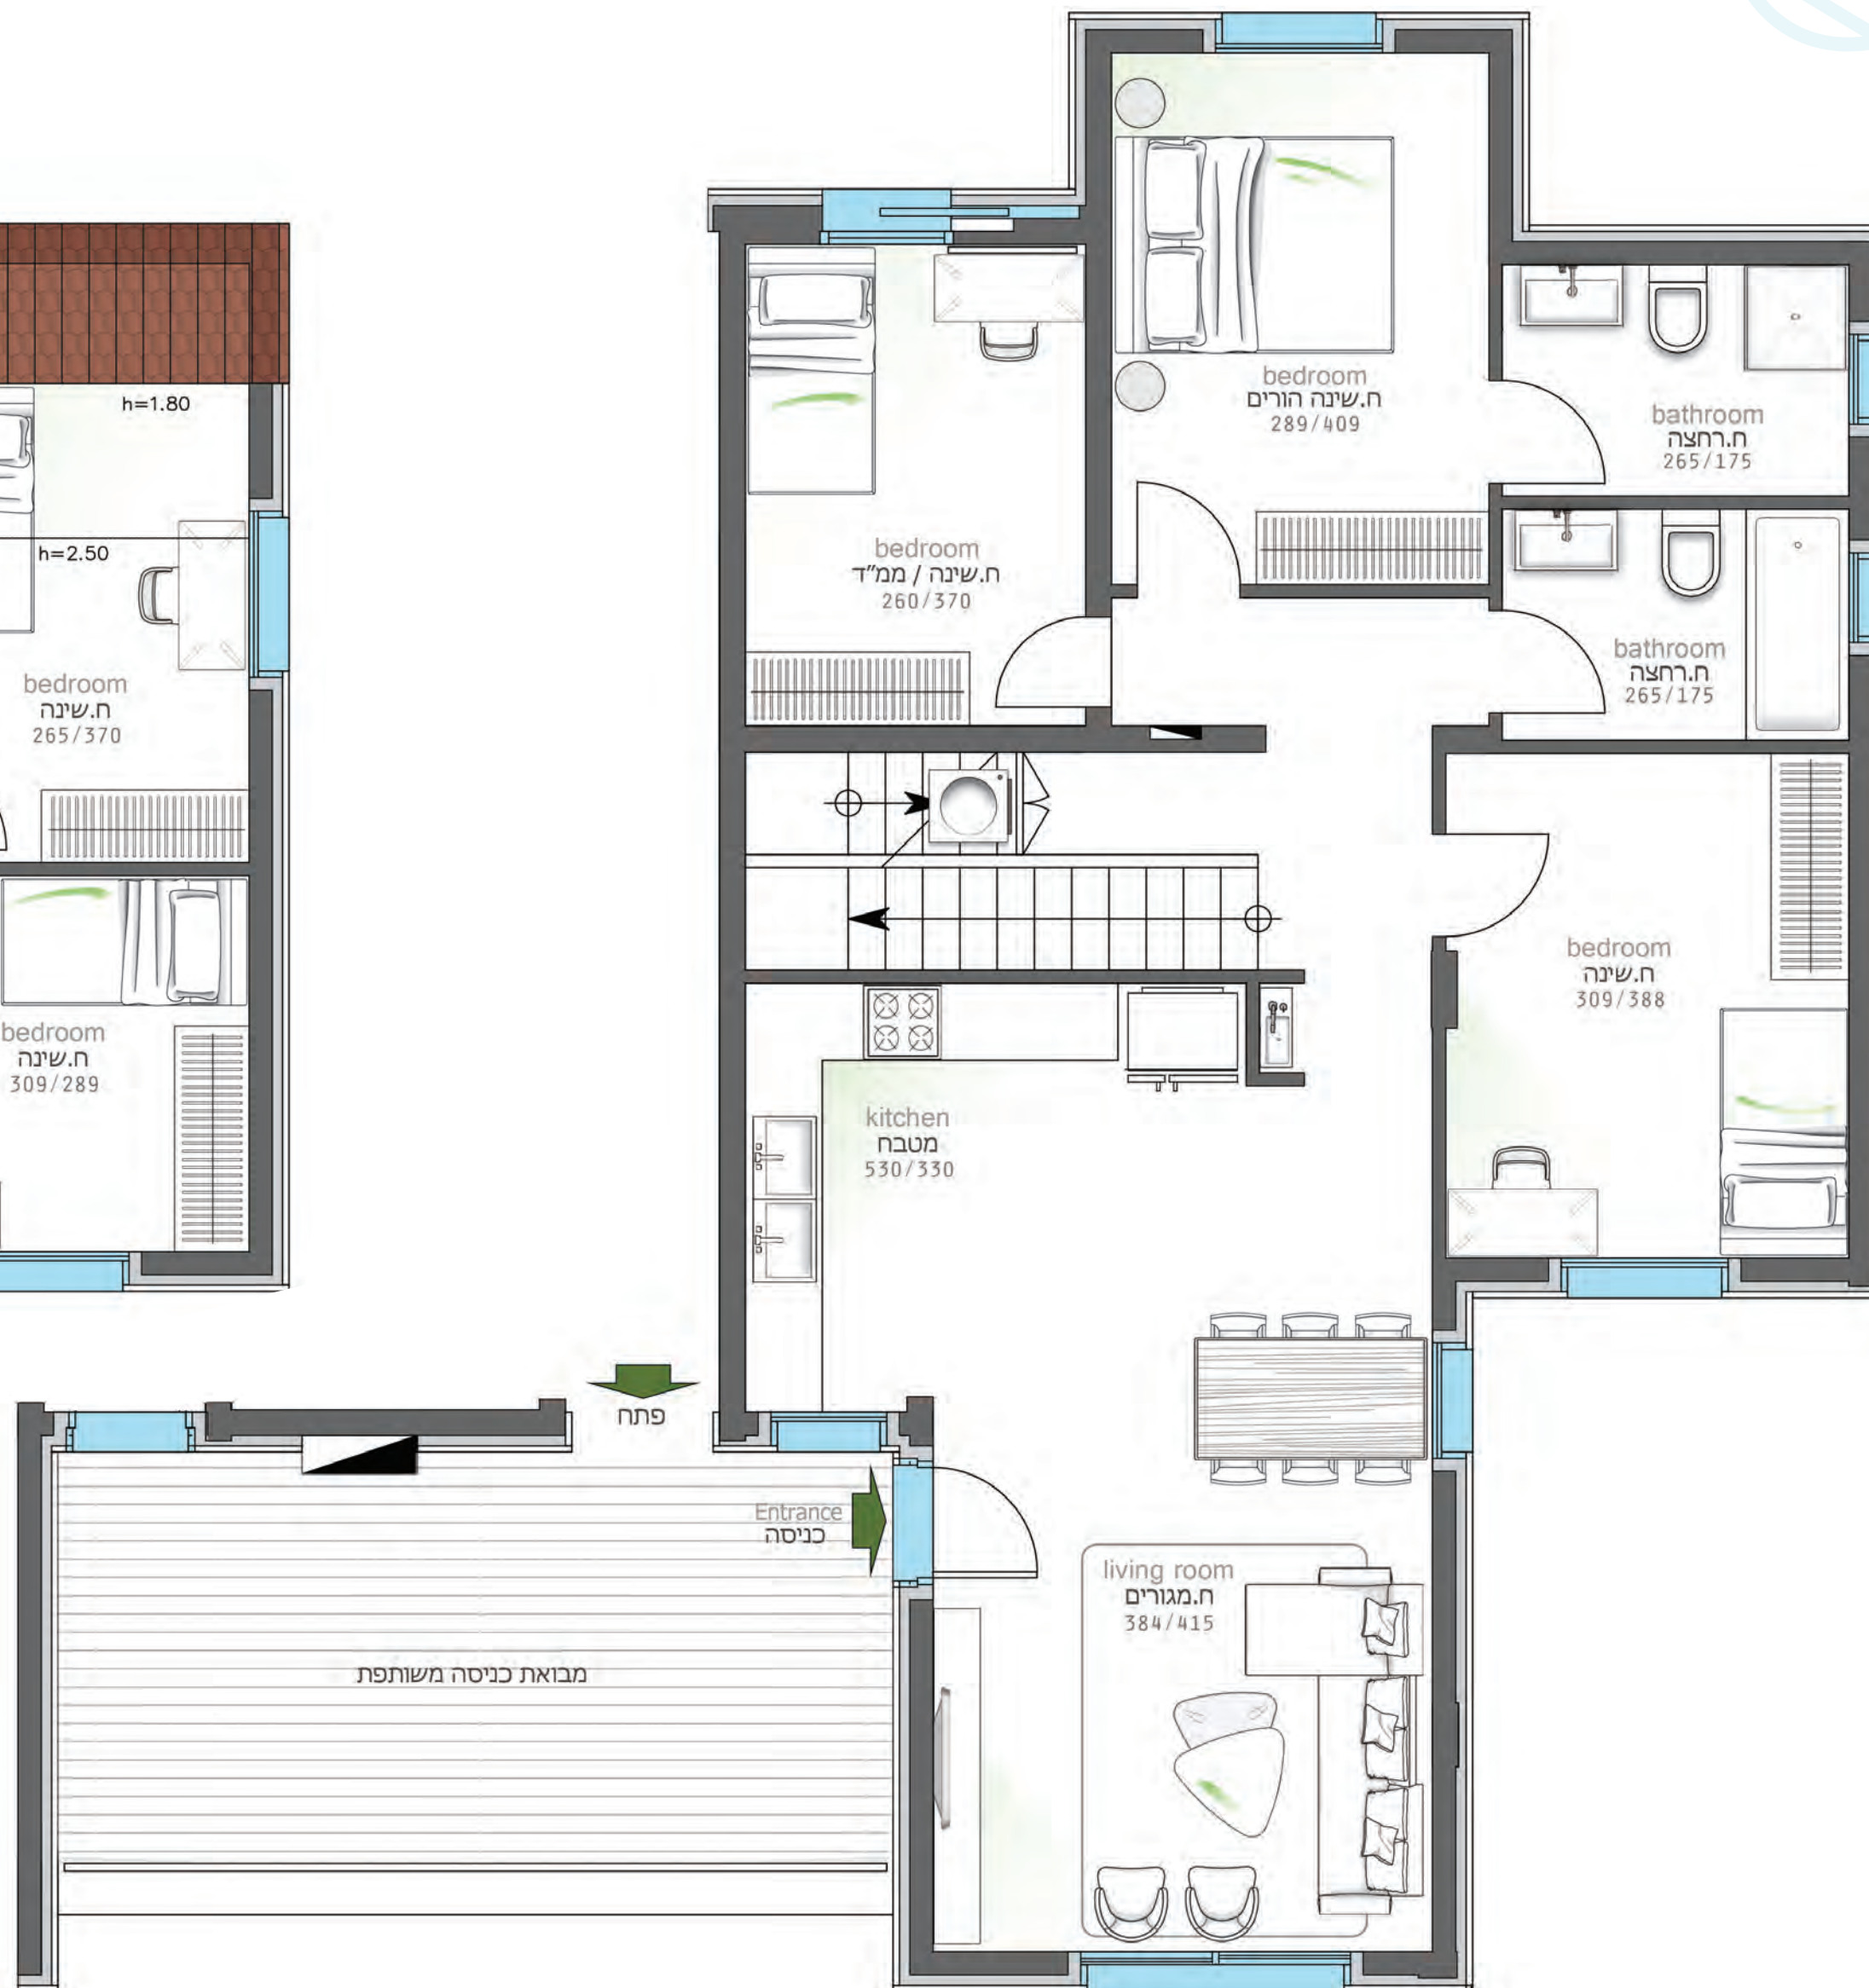 h=1.80
h=2.50
bedroom
ח.שינה
265/370
bedroom
ח.שינה
309/289
bedroom
ח.שינה הורים
289/409
bathroom
ח.רחצה
265/175
bedroom
ח.שינה / ממ״ד
260/370
bathroom
ח.רחצה
265/175
bedroom
ח.שינה
309/388
kitchen
מטבח
530/330
פתח
Entrance
כניסה
living room
ח.מגורים
384/415
מבואת כניסה משותפת